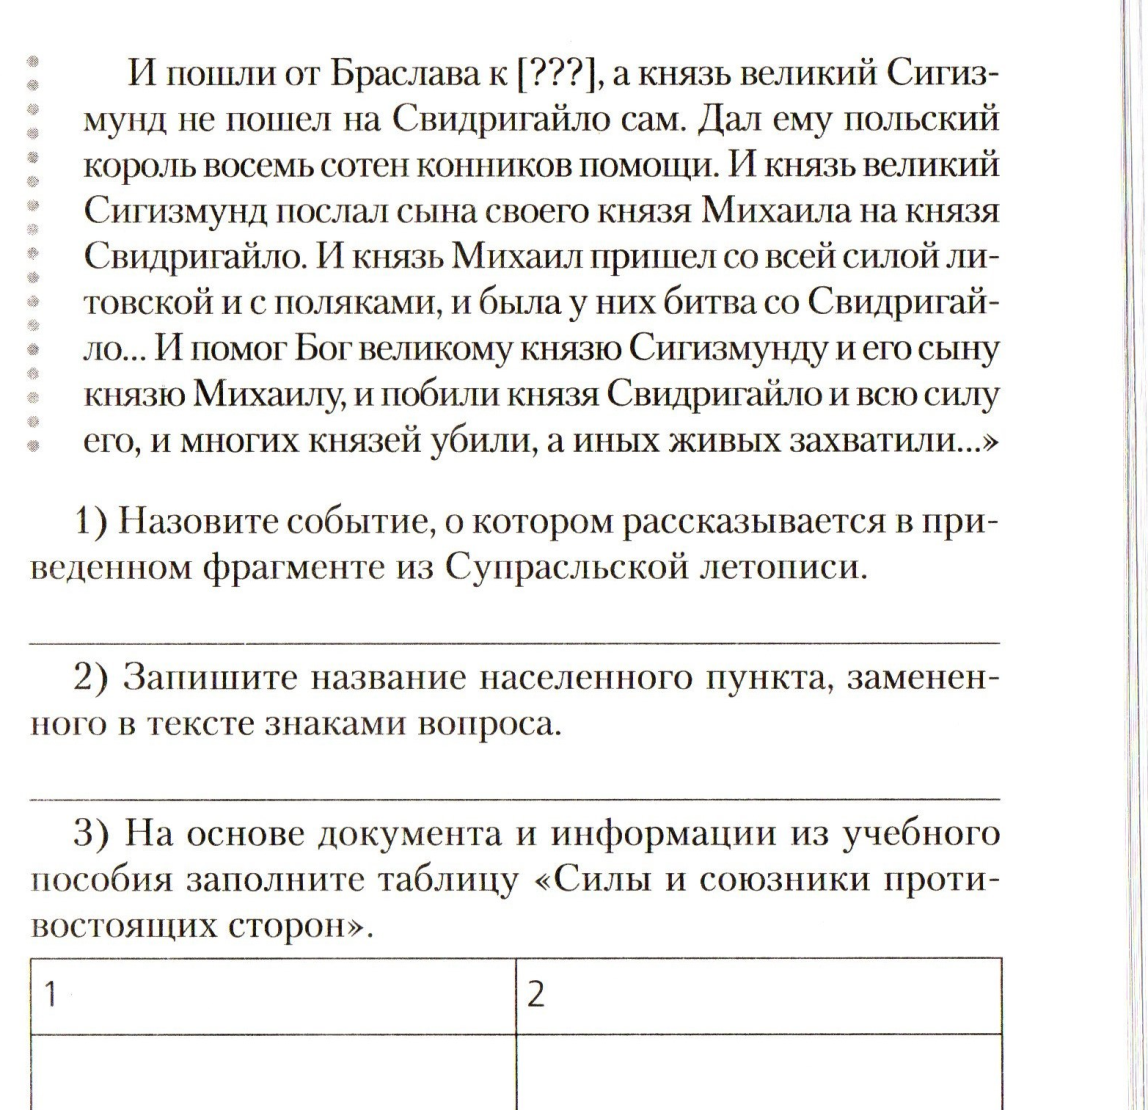 И пошли от Браслава к [???], а князь великий Сигиз-
мунд не пошел на Свидригайло сам. Дал ему польский
король восемь сотен конников помощи. И князь великий
Сигизмунд послал сына своего князя Михаила на князя
Свидригайло. И князь Михаил пришел со всей силой ли-
товской и с поляками, и была у них битва со Свидригай-
ло... И помог Бог великому князю Сигизмунду и его сыну
князю Михаилу, и побили князя Свидригайло и всю силу
его, и многих князей убили, а иных живых захватили...»
1) Назовите событие, о котором рассказывается в при-
веденном фрагменте из Супрасльской летописи.
2) Запишите название населенного пункта, заменен-
ного в тексте знаками вопроса.
3) На основе документа и информации из учебного
пособия заполните таблицу «Силы и союзники проти-
востоящих сторон».
1 2